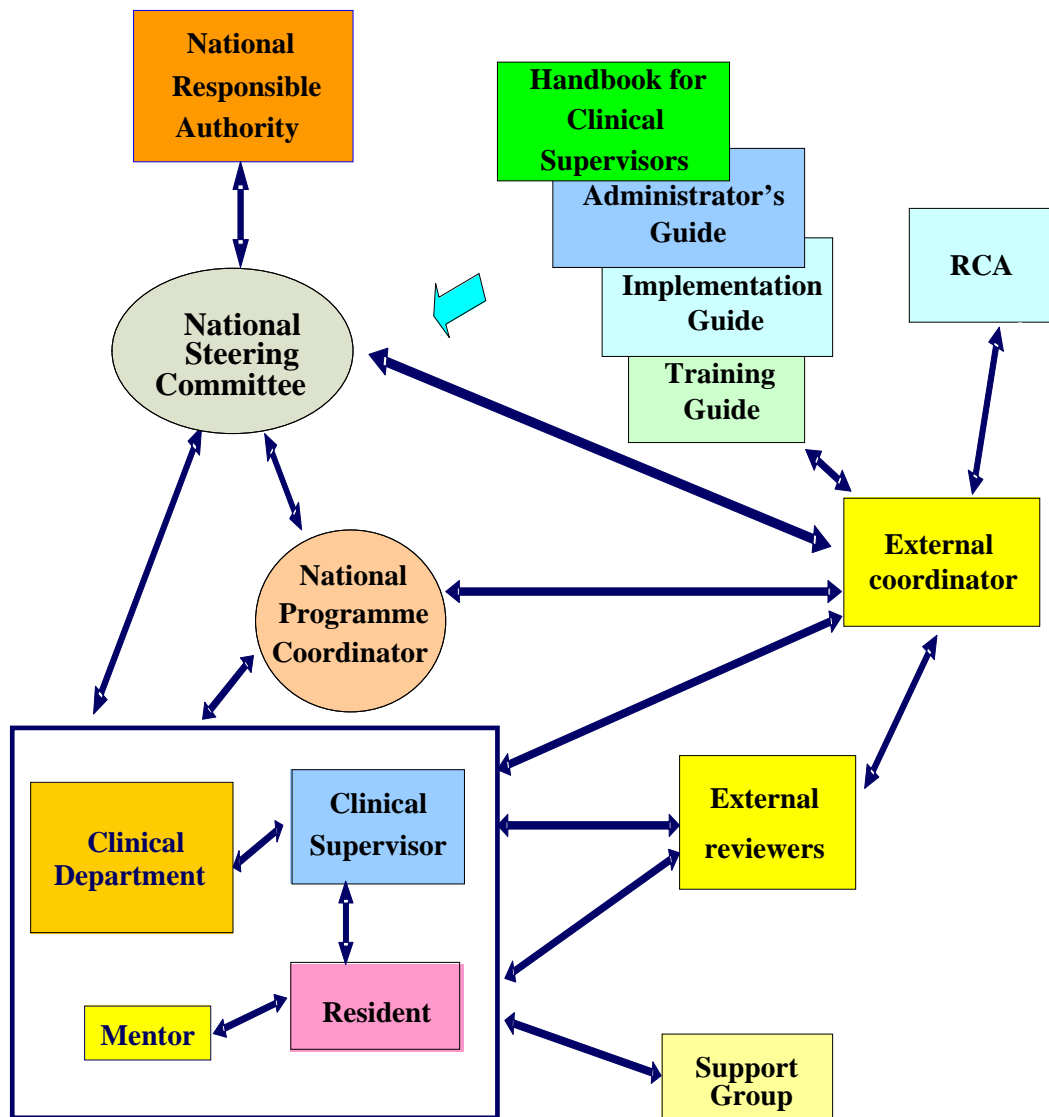 National
Responsible
Authority
Handbook for
Clinical
Supervisors
Administrator's
Guide
Implementation
Guide
Training
Guide
RCA
National
Steering
Committee
External
coordinator
National
Programme
Coordinator
Clinical
Department
Clinical
Supervisor
External
reviewers
Resident
Mentor
Support
Group